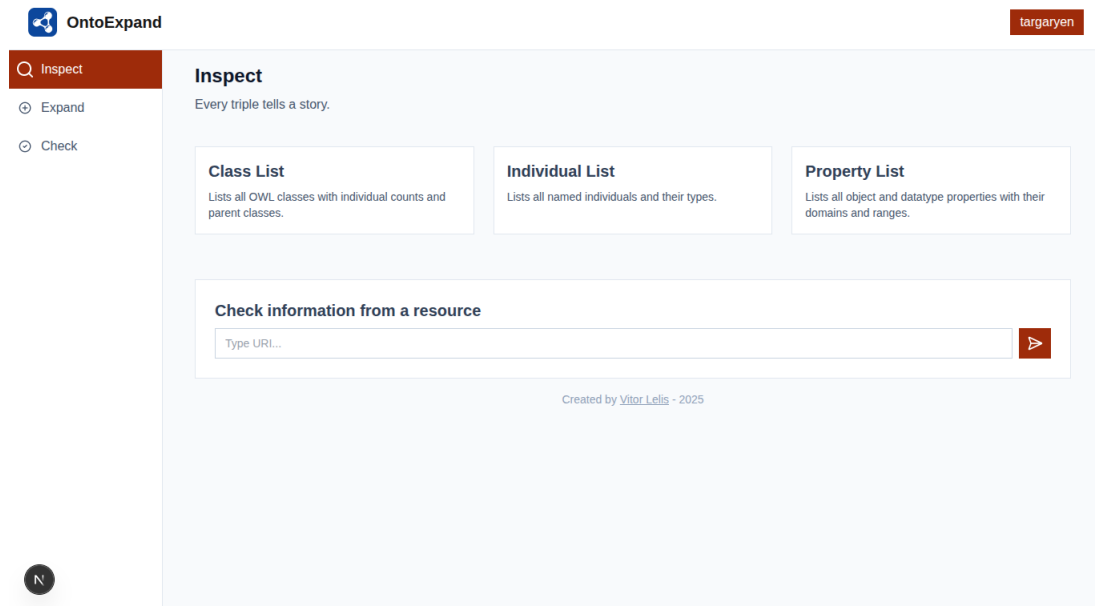 OntoExpand
targaryen
Inspect
Expand
Check
Inspect
Every triple tells a story.
Class List
Lists all OWL classes with individual counts and
parent classes.
Individual List
Lists all named individuals and their types.
Property List
Lists all object and datatype properties with their
domains and ranges.
Check information from a resource
Type URI...
Created by Vitor Lelis - 2025
N